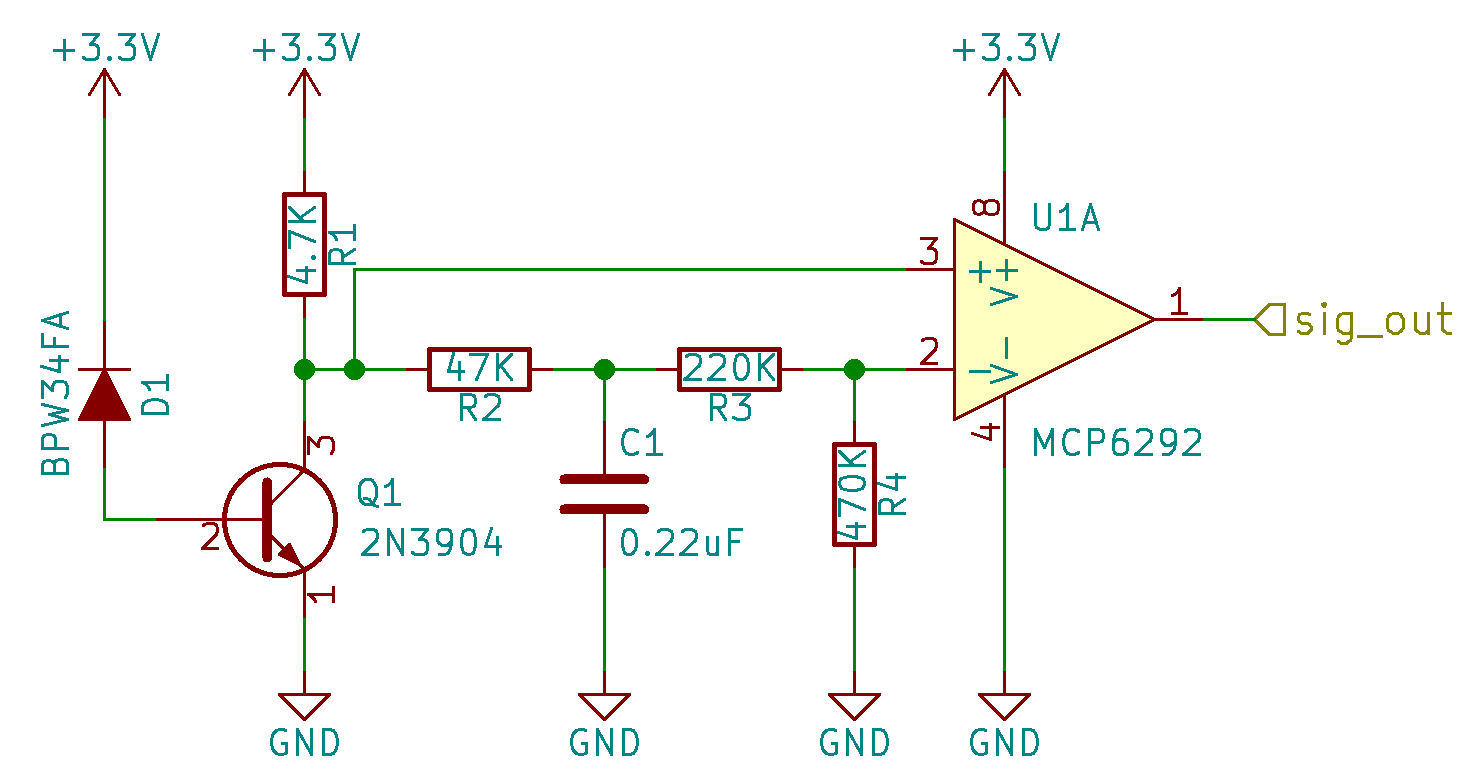 +3.3V
+3.3V
+3.3V
4.7K
R1
8
U1A
3
+
V+
1
sig_out
BPW34FA
D1
47K
R2
220K
R3
2
-
V-
4
MCP6292
3
C1
470K
R4
Q1
2
2N3904
0.22uF
1
GND
GND
GND
GND